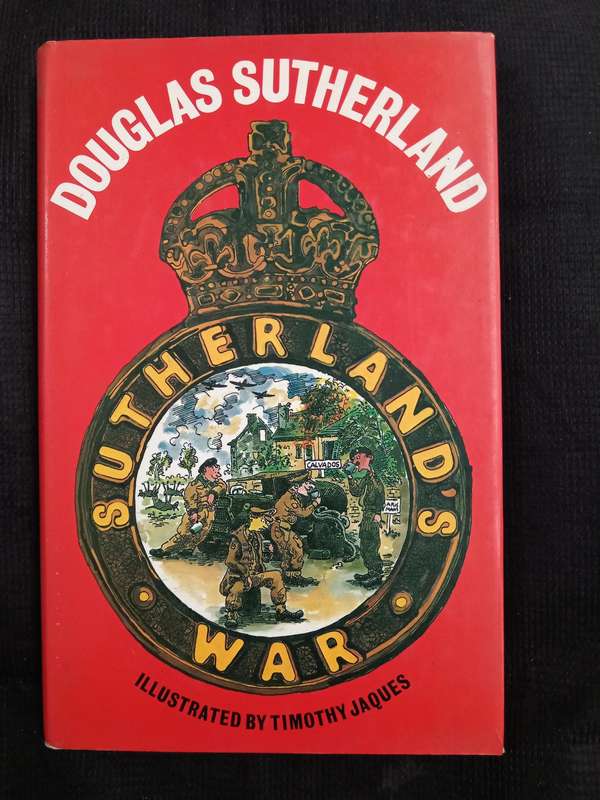 DOUGLAS SUTHERLAND
SUTHERLAND'S
WAR
CALVADOS
ILLUSTRATED BY TIMOTHY JAQUES